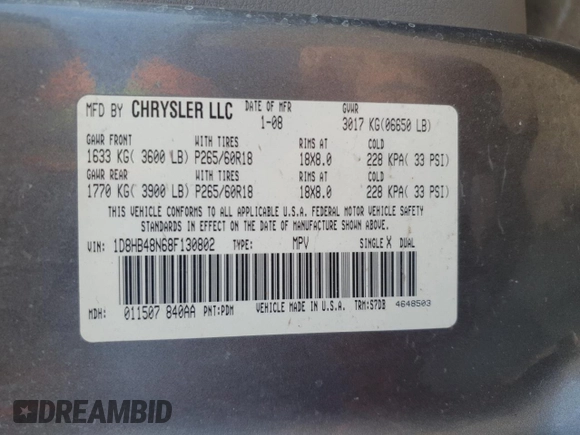 MFD BY CHRYSLER LLC DATE OF MFR GVWR
1-08 3017 KG(06650 LB)
GAWR FRONT WITH TIRES RIMS AT COLD
1633 KG( 3600 LB) P265/60R18 18X8.0 228 KPA( 33 PSI)
GAWR REAR WITH TIRES RIMS AT COLD
1770 KG( 3900 LB) P265/60R18 18X8.0 228 KPA( 33 PSI)
THIS VEHICLE CONFORMS TO ALL APPLICABLE U.S.A. FEDERAL MOTOR VEHICLE SAFETY
STANDARDS IN EFFECT ON THE DATE OF MANUFACTURE SHOWN ABOVE.
VIN: 1D8HB48N68F130802 TYPE: MPV SINGLE X DUAL
MDH: 011507 840AA PNT:PDM VEHICLE MADE IN U.S.A. TRM:S7DB 4648503
DREAMBID